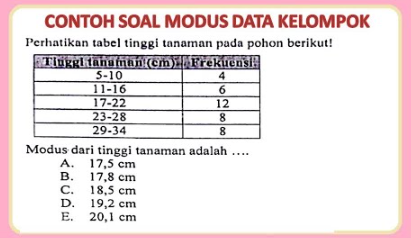 CONTOH SOAL MODUS DATA KELOMPOK
Perhatikan tabel tinggi tanaman pada pohon berikut!
Tinggi tanaman (cm) Frekuensi
5-10 4
11-16 6
17-22 12
23-28 8
29-34 8
Modus dari tinggi tanaman adalah ....
A. 17,5 cm
B. 17,8 cm
C. 18,5 cm
D. 19,2 cm
E. 20,1 cm